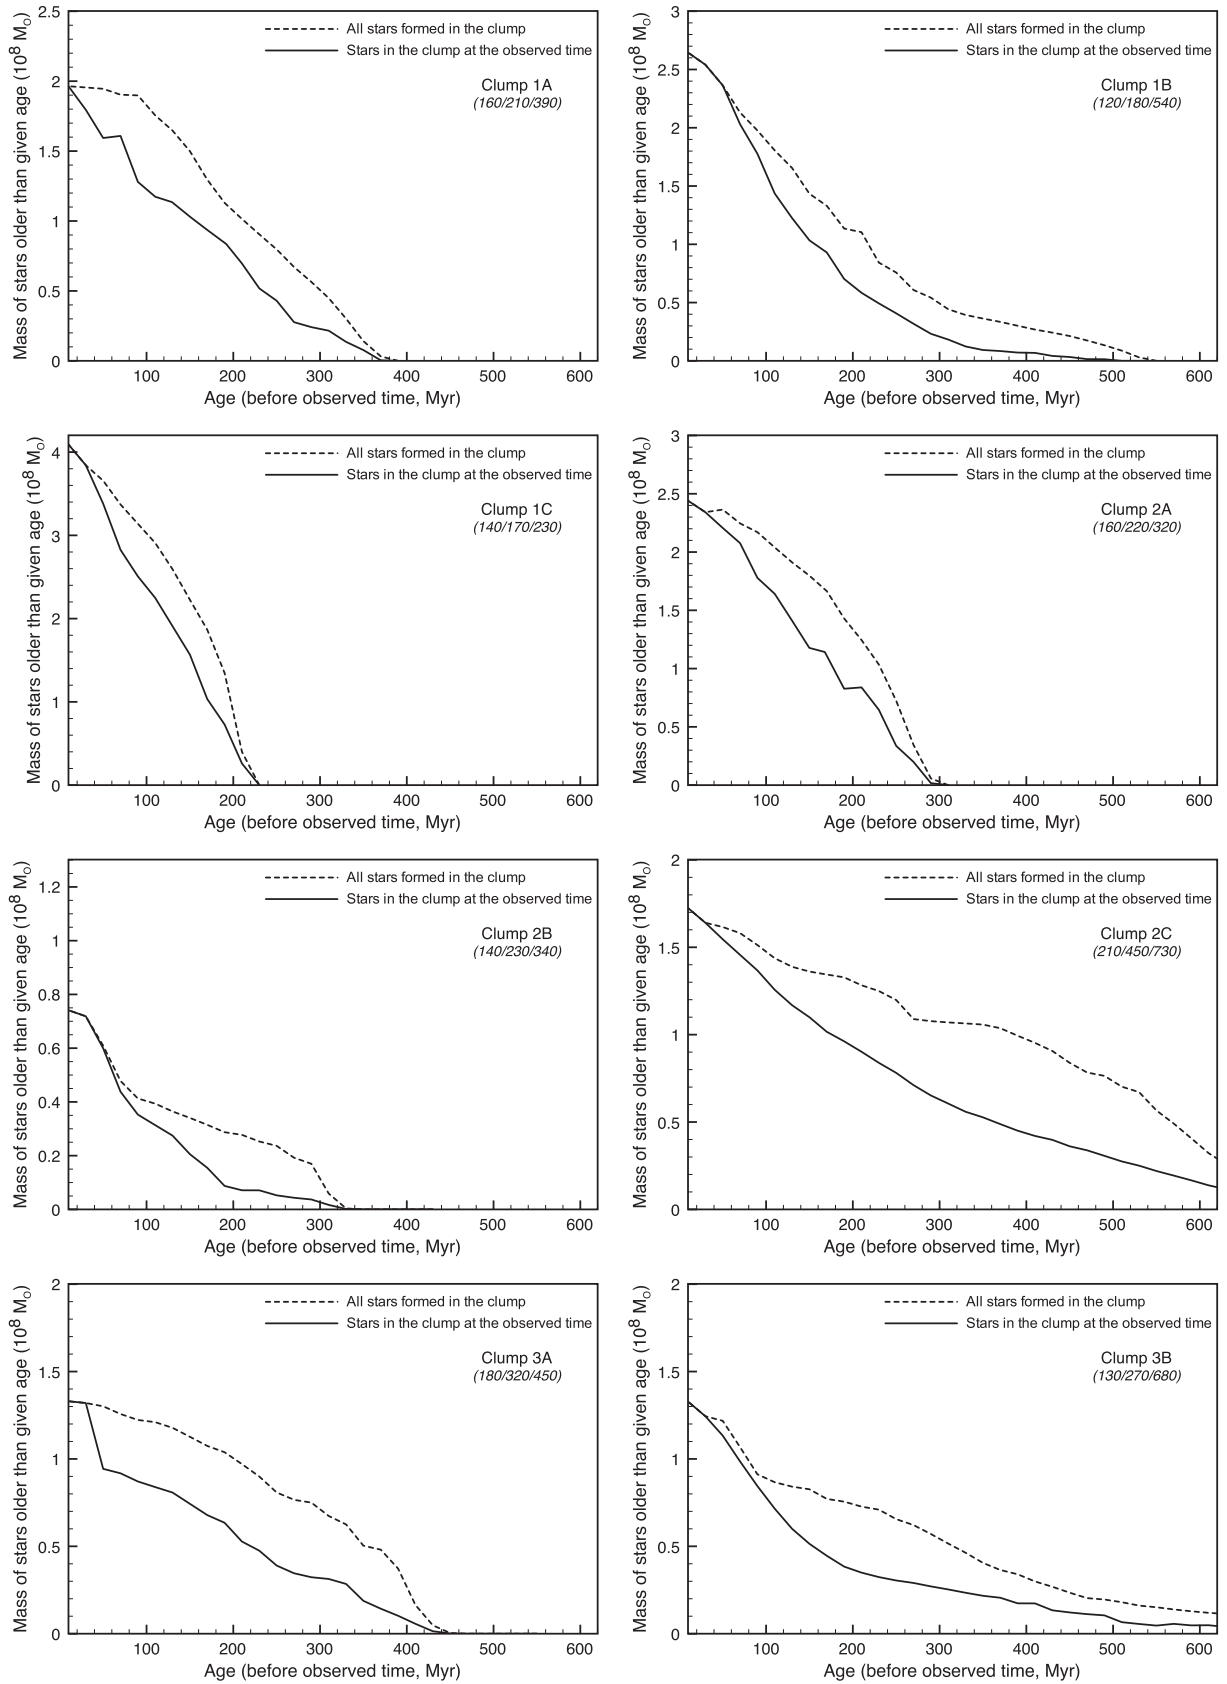 Mass of stars older than given age (10⁸ M☉)
2.5
2
1.5
1
0.5
0
All stars formed in the clump
Stars in the clump at the observed time
Clump 1A
(160/210/390)
100 200 300 400 500 600
Age (before observed time, Myr)
Mass of stars older than given age (10⁸ M☉)
3
2.5
2
1.5
1
0.5
0
All stars formed in the clump
Stars in the clump at the observed time
Clump 1B
(120/180/540)
100 200 300 400 500 600
Age (before observed time, Myr)
Mass of stars older than given age (10⁸ M☉)
4
3
2
1
0
All stars formed in the clump
Stars in the clump at the observed time
Clump 1C
(140/170/230)
100 200 300 400 500 600
Age (before observed time, Myr)
Mass of stars older than given age (10⁸ M☉)
3
2.5
2
1.5
1
0.5
0
All stars formed in the clump
Stars in the clump at the observed time
Clump 2A
(160/220/320)
100 200 300 400 500 600
Age (before observed time, Myr)
Mass of stars older than given age (10⁸ M☉)
1.2
1
0.8
0.6
0.4
0.2
0
All stars formed in the clump
Stars in the clump at the observed time
Clump 2B
(140/230/340)
100 200 300 400 500 600
Age (before observed time, Myr)
Mass of stars older than given age (10⁸ M☉)
2
1.5
1
0.5
0
All stars formed in the clump
Stars in the clump at the observed time
Clump 2C
(210/450/730)
100 200 300 400 500 600
Age (before observed time, Myr)
Mass of stars older than given age (10⁸ M☉)
2
1.5
1
0.5
0
All stars formed in the clump
Stars in the clump at the observed time
Clump 3A
(180/320/450)
100 200 300 400 500 600
Age (before observed time, Myr)
Mass of stars older than given age (10⁸ M☉)
2
1.5
1
0.5
0
All stars formed in the clump
Stars in the clump at the observed time
Clump 3B
(130/270/680)
100 200 300 400 500 600
Age (before observed time, Myr)